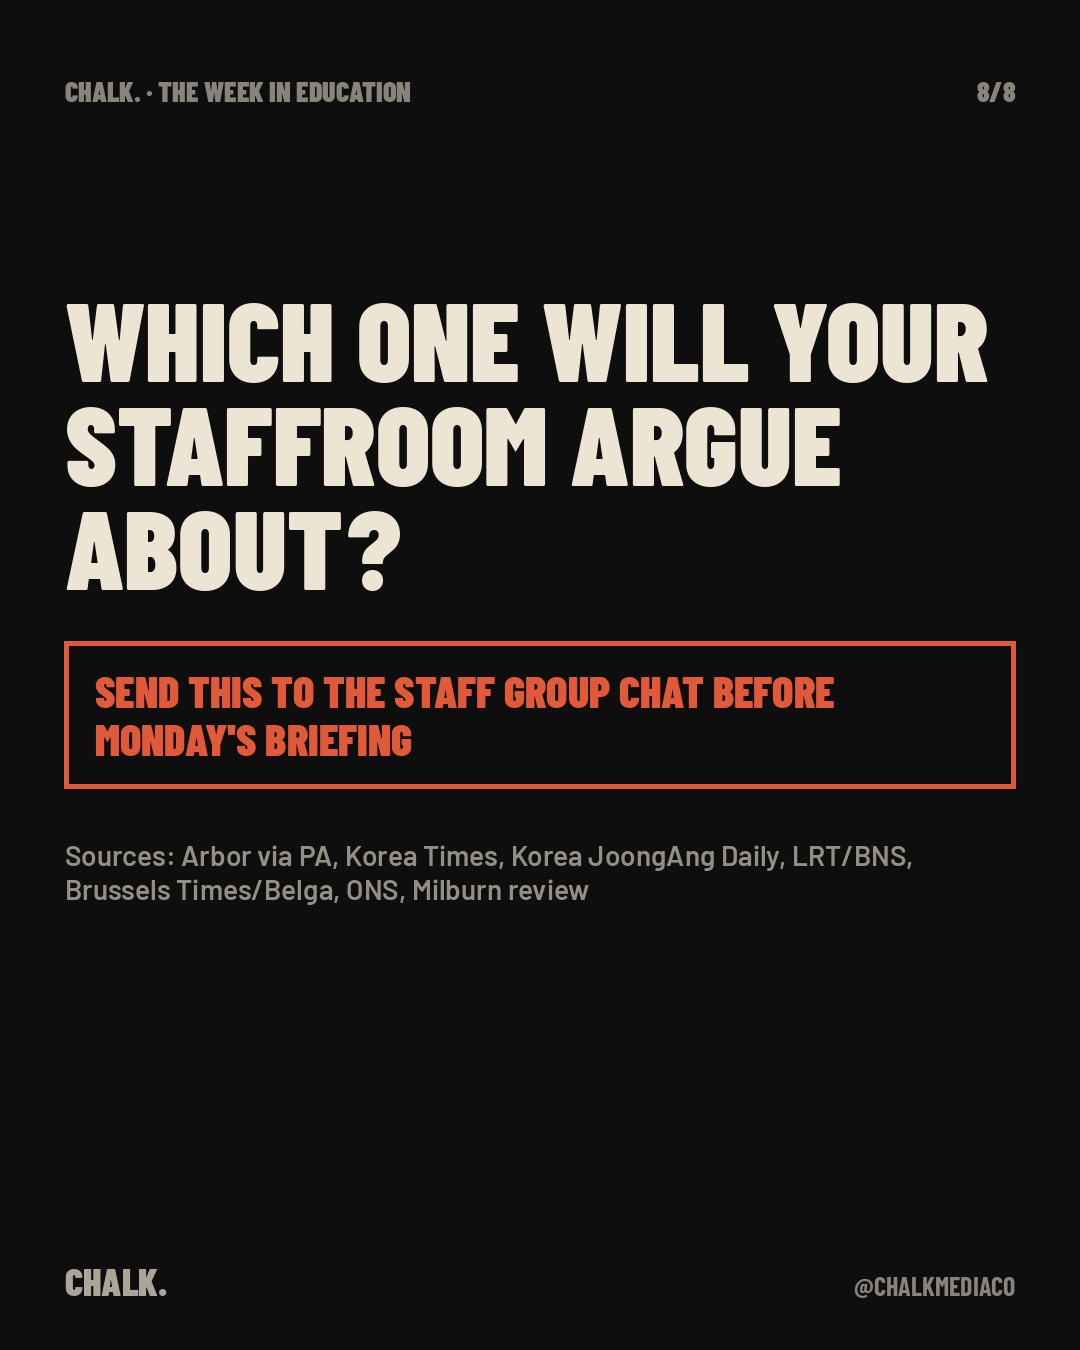 CHALK. · THE WEEK IN EDUCATION
8/8
WHICH ONE WILL YOUR
STAFFROOM ARGUE
ABOUT?
SEND THIS TO THE STAFF GROUP CHAT BEFORE
MONDAY'S BRIEFING
Sources: Arbor via PA, Korea Times, Korea JoongAng Daily, LRT/BNS,
Brussels Times/Belga, ONS, Milburn review
CHALK.
@CHALKMEDIACO